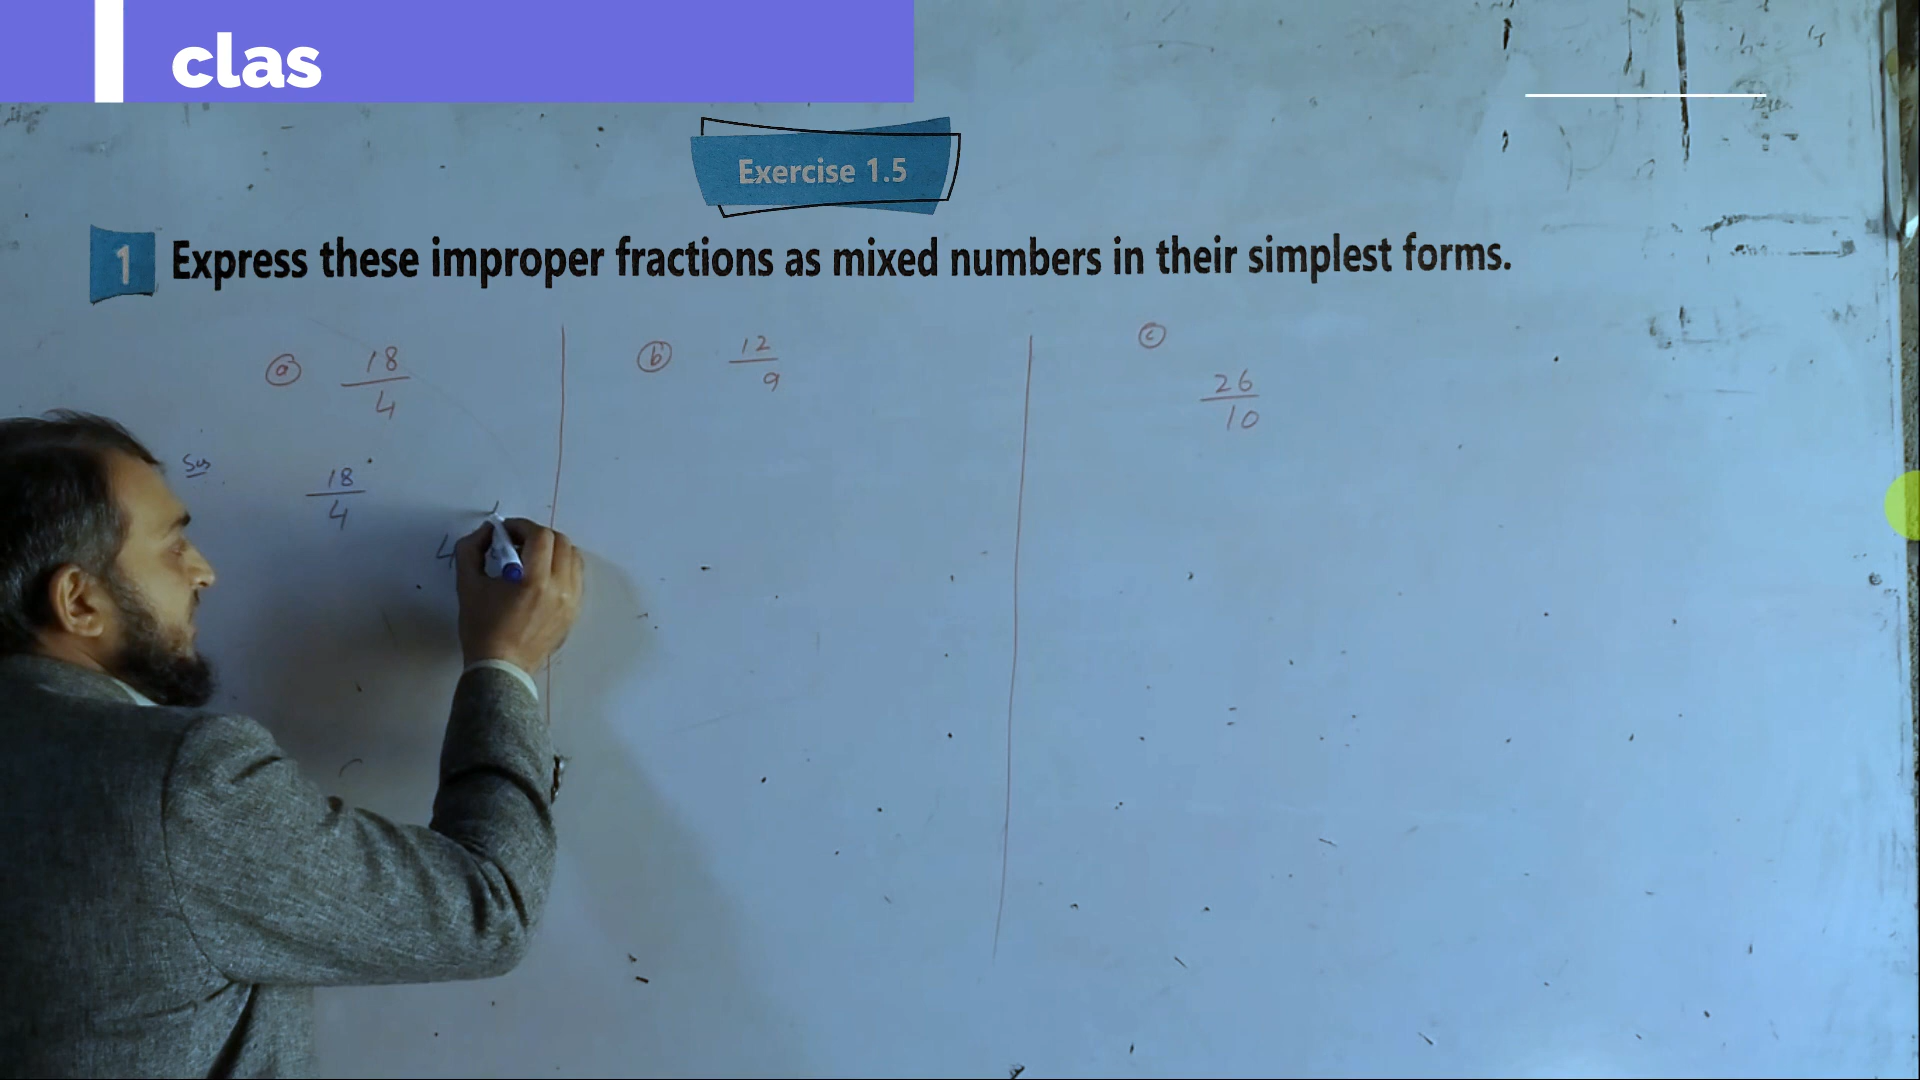 clas
Exercise 1.5
1 Express these improper fractions as mixed numbers in their simplest forms.
(a) 18/4
(b) 12/9
(c) 26/10
18/4
4